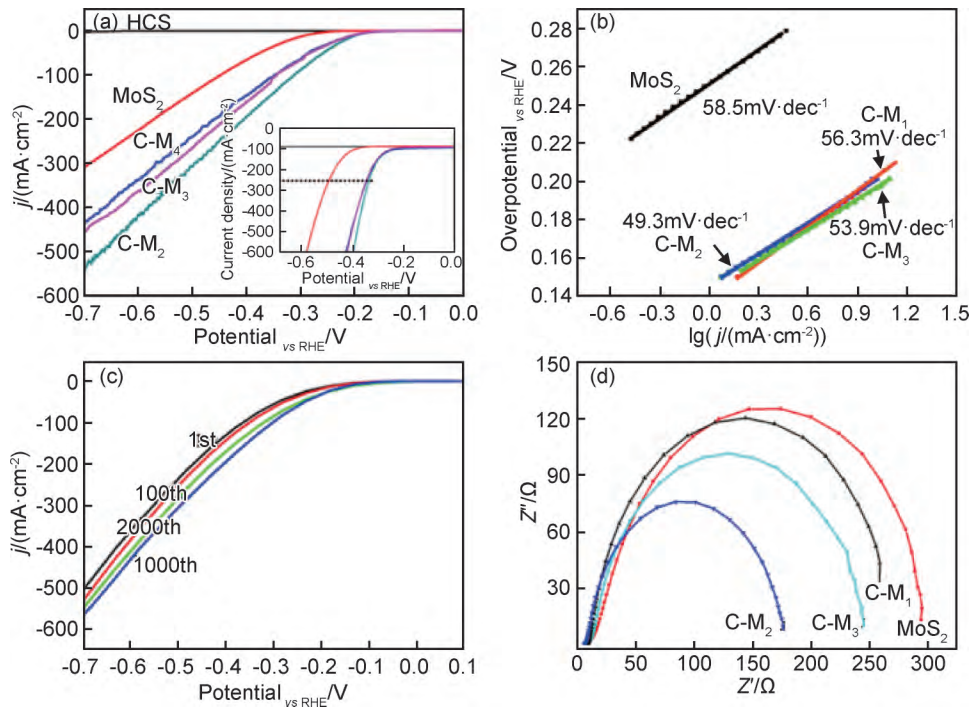 (a) HCS
0
-100
-200
-300
-400
-500
-600
j/(mA·cm-2)
MoS2
C-M4
C-M3
C-M2
-0.7 -0.6 -0.5 -0.4 -0.3 -0.2 -0.1 0.0
Potential vs RHE/V
Current density/(mA·cm-2)
100
0
-100
-200
-300
-400
-500
-600
-0.6 -0.4 -0.2 0.0
Potential vs RHE/V
(b)
0.28
0.26
0.24
0.22
0.20
0.18
0.16
0.14
Overpotential vs RHE/V
MoS2
58.5mV·dec-1
C-M1
56.3mV·dec-1
49.3mV·dec-1
C-M2
53.9mV·dec-1
C-M3
-0.9 -0.6 -0.3 0.0 0.3 0.6 0.9 1.2 1.5
lg(j/(mA·cm-2))
(c)
0
-100
-200
-300
-400
-500
-600
j/(mA·cm-2)
1st
100th
2000th
1000th
-0.7 -0.6 -0.5 -0.4 -0.3 -0.2 -0.1 -0.0 0.1
Potential vs RHE/V
(d)
150
120
90
60
30
Z''/Ω
C-M1
C-M2
C-M3
MoS2
0 50 100 150 200 250 300
Z'/Ω